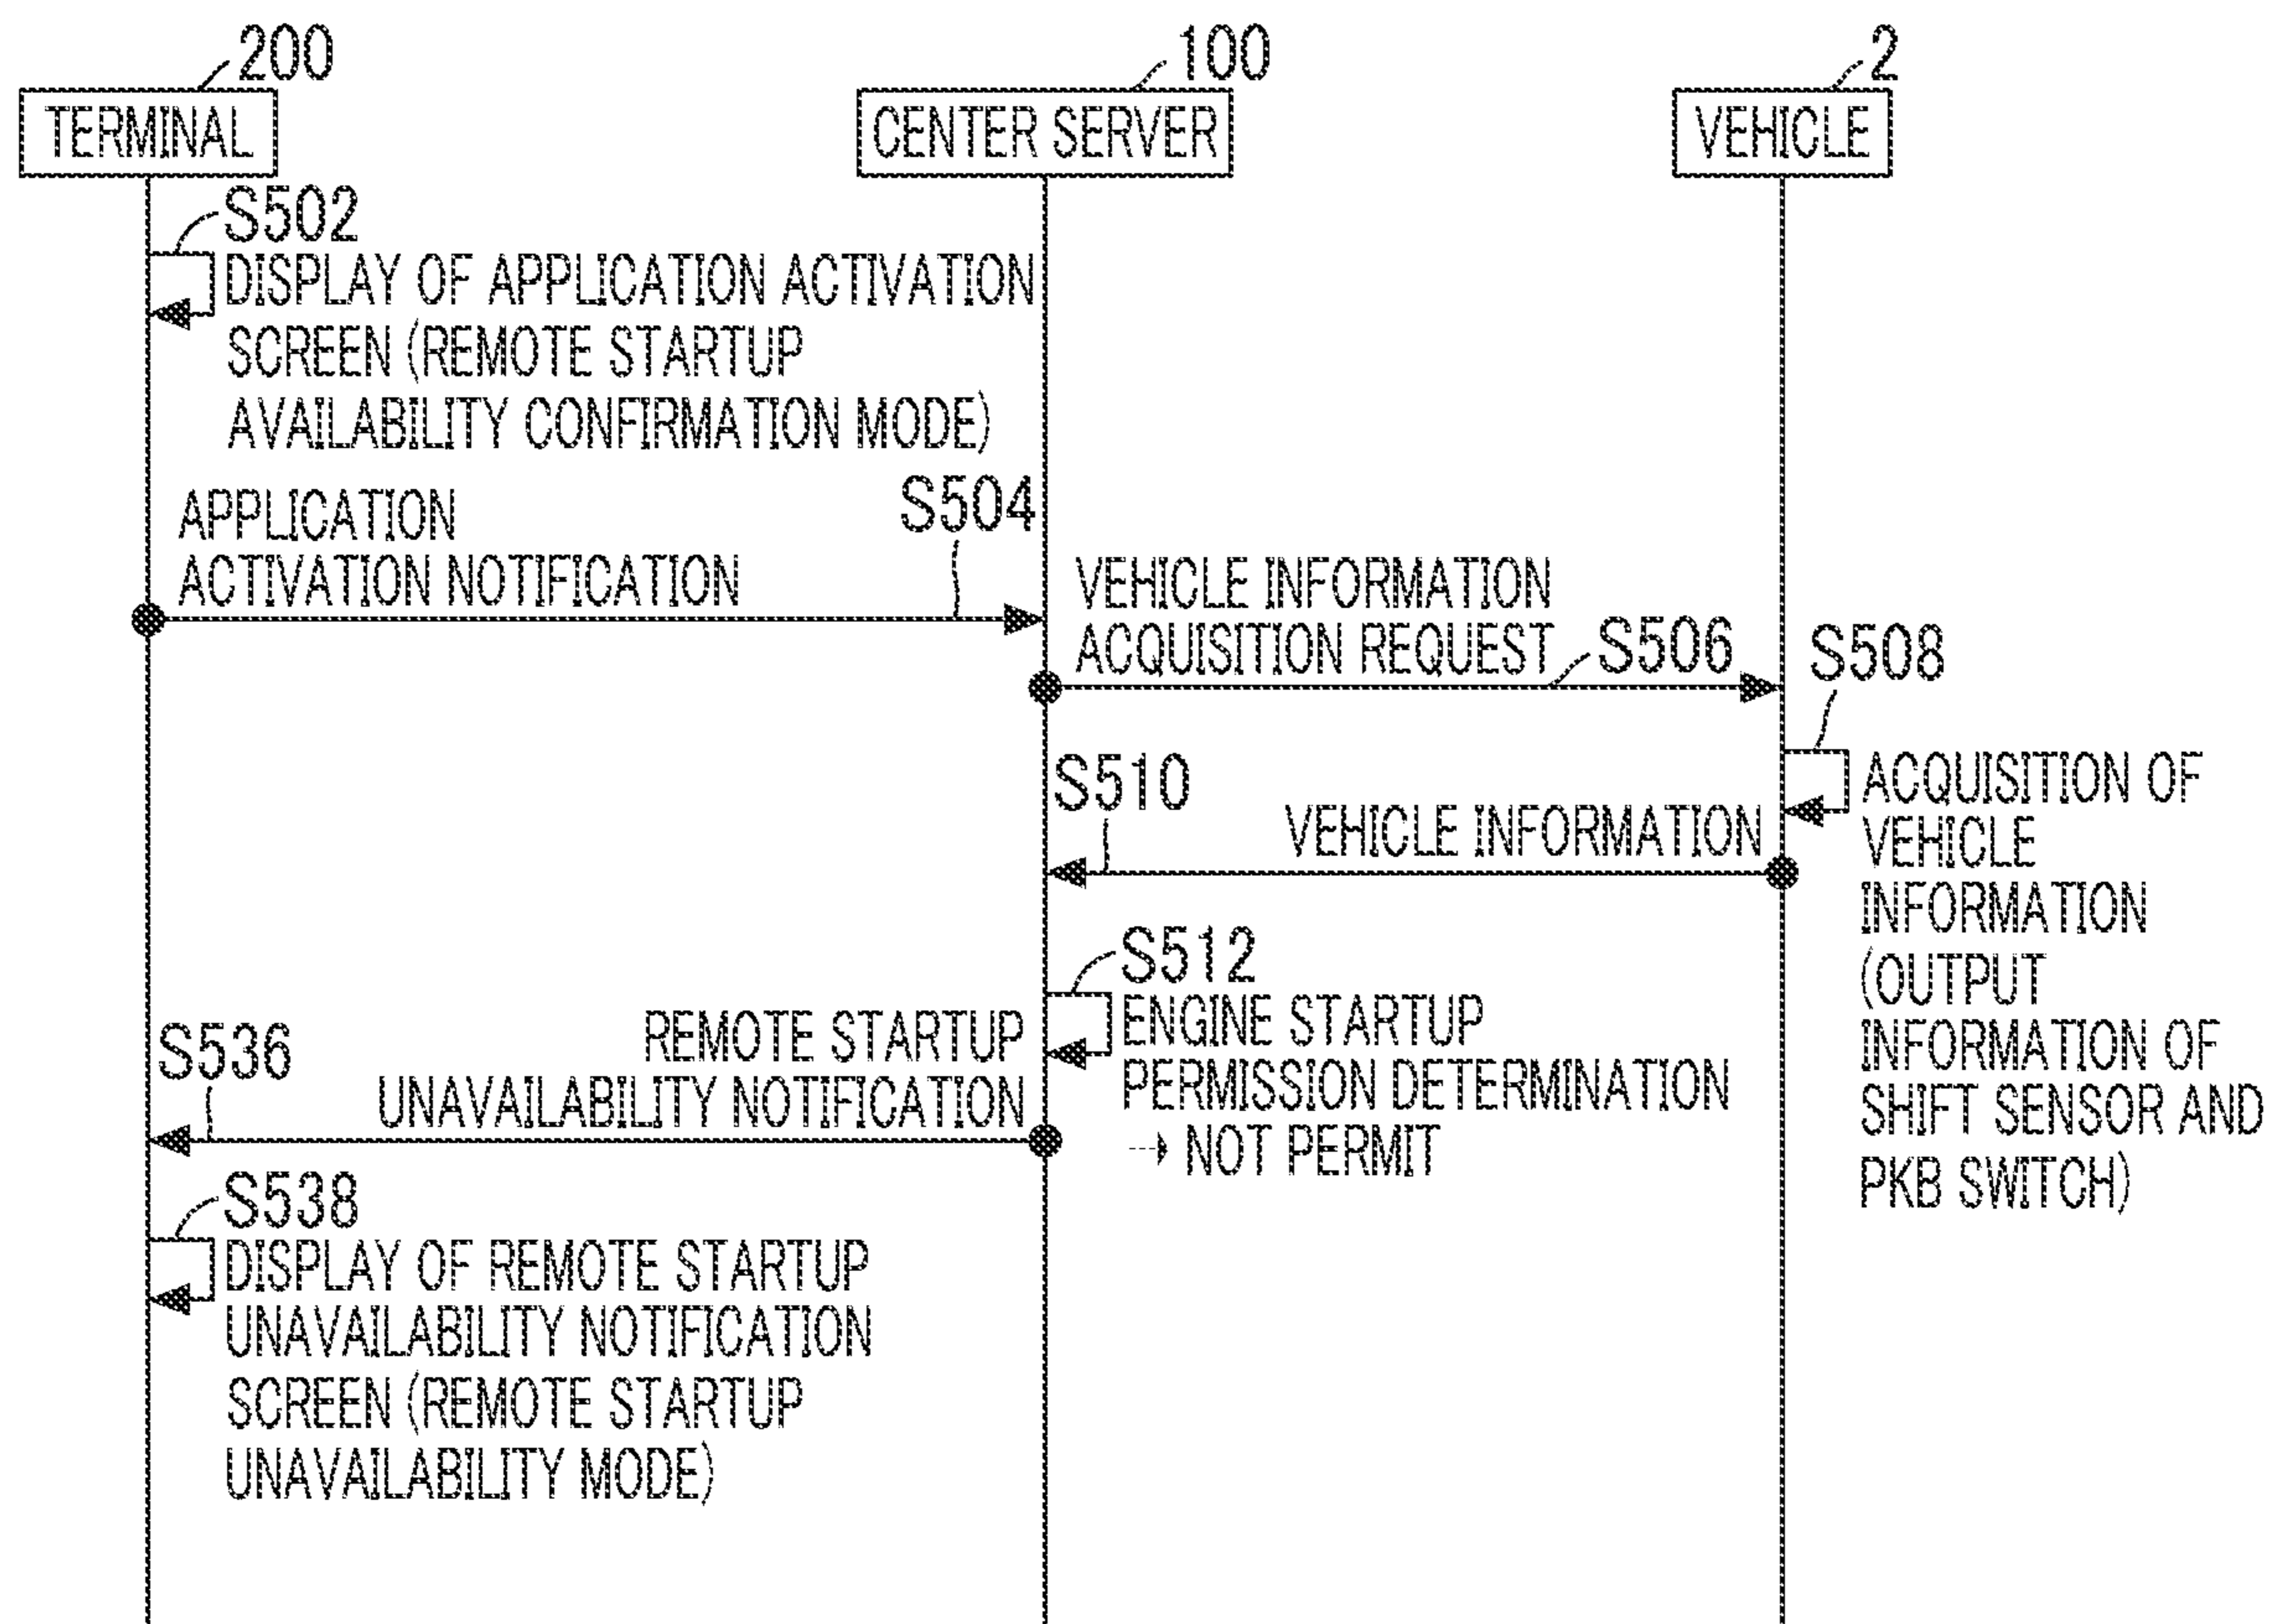 200
100
2
TERMINAL
CENTER SERVER
VEHICLE
S502
DISPLAY OF APPLICATION ACTIVATION
SCREEN (REMOTE STARTUP
AVAILABILITY CONFIRMATION MODE)
APPLICATION
ACTIVATION NOTIFICATION
S504
VEHICLE INFORMATION
ACQUISITION REQUEST
S506
S508
ACQUISITION OF
VEHICLE
INFORMATION
(OUTPUT
INFORMATION OF
SHIFT SENSOR AND
PKB SWITCH)
S510
VEHICLE INFORMATION
S512
ENGINE STARTUP
PERMISSION DETERMINATION
→ NOT PERMIT
REMOTE STARTUP
UNAVAILABILITY NOTIFICATION
S536
S538
DISPLAY OF REMOTE STARTUP
UNAVAILABILITY NOTIFICATION
SCREEN (REMOTE STARTUP
UNAVAILABILITY MODE)